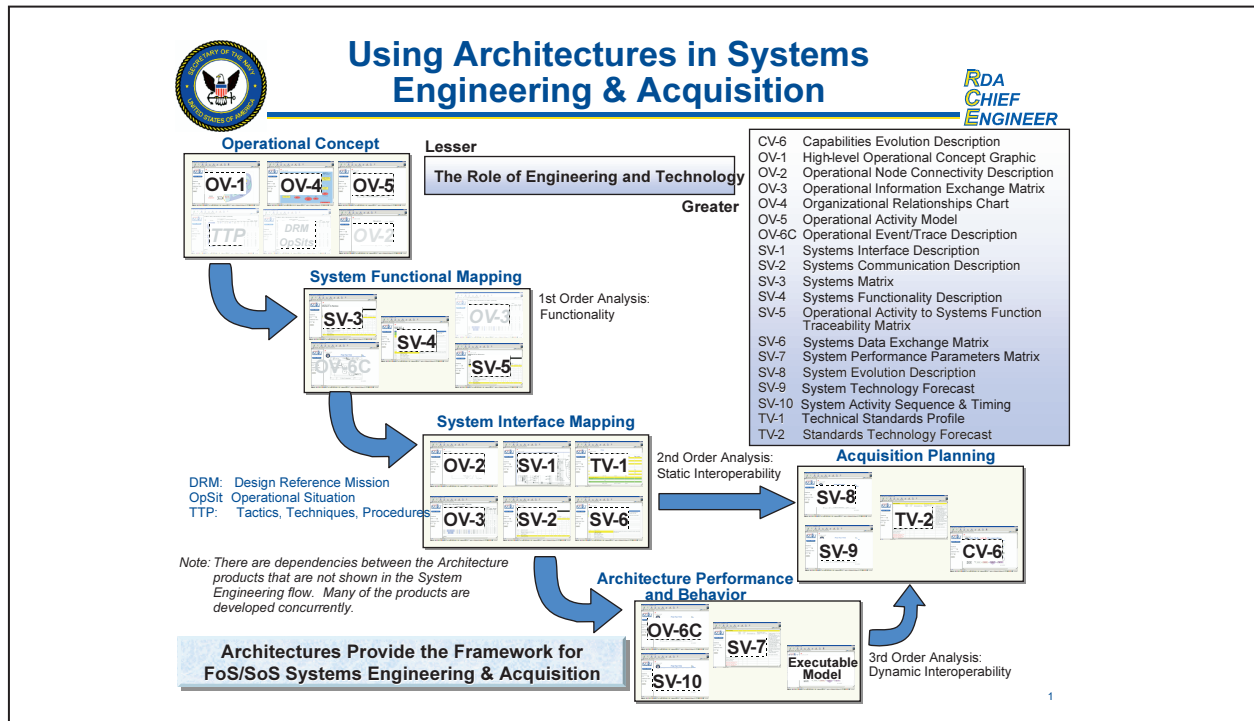 Using Architectures in Systems
Engineering & Acquisition
SECRETARY OF THE NAVY
UNITED STATES OF AMERICA
RDA
CHIEF
ENGINEER
Operational Concept
OV-1
OV-4
OV-5
TTP
DRM
OpSits
OV-2
Lesser
The Role of Engineering and Technology
Greater
CV-6 Capabilities Evolution Description
OV-1 High-level Operational Concept Graphic
OV-2 Operational Node Connectivity Description
OV-3 Operational Information Exchange Matrix
OV-4 Organizational Relationships Chart
OV-5 Operational Activity Model
OV-6C Operational Event/Trace Description
SV-1 Systems Interface Description
SV-2 Systems Communication Description
SV-3 Systems Matrix
SV-4 Systems Functionality Description
SV-5 Operational Activity to Systems Function
Traceability Matrix
SV-6 Systems Data Exchange Matrix
SV-7 System Performance Parameters Matrix
SV-8 System Evolution Description
SV-9 System Technology Forecast
SV-10 System Activity Sequence & Timing
TV-1 Technical Standards Profile
TV-2 Standards Technology Forecast
System Functional Mapping
SV-3
SV-4
OV-3
OV-6C
SV-5
1st Order Analysis:
Functionality
System Interface Mapping
OV-2
SV-1
TV-1
OV-3
SV-2
SV-6
2nd Order Analysis:
Static Interoperability
Acquisition Planning
SV-8
TV-2
SV-9
CV-6
DRM: Design Reference Mission
OpSit Operational Situation
TTP: Tactics, Techniques, Procedures
Note: There are dependencies between the Architecture
products that are not shown in the System
Engineering flow. Many of the products are
developed concurrently.
Architecture Performance
and Behavior
OV-6C
SV-7
SV-10
Executable
Model
3rd Order Analysis:
Dynamic Interoperability
Architectures Provide the Framework for
FoS/SoS Systems Engineering & Acquisition
1